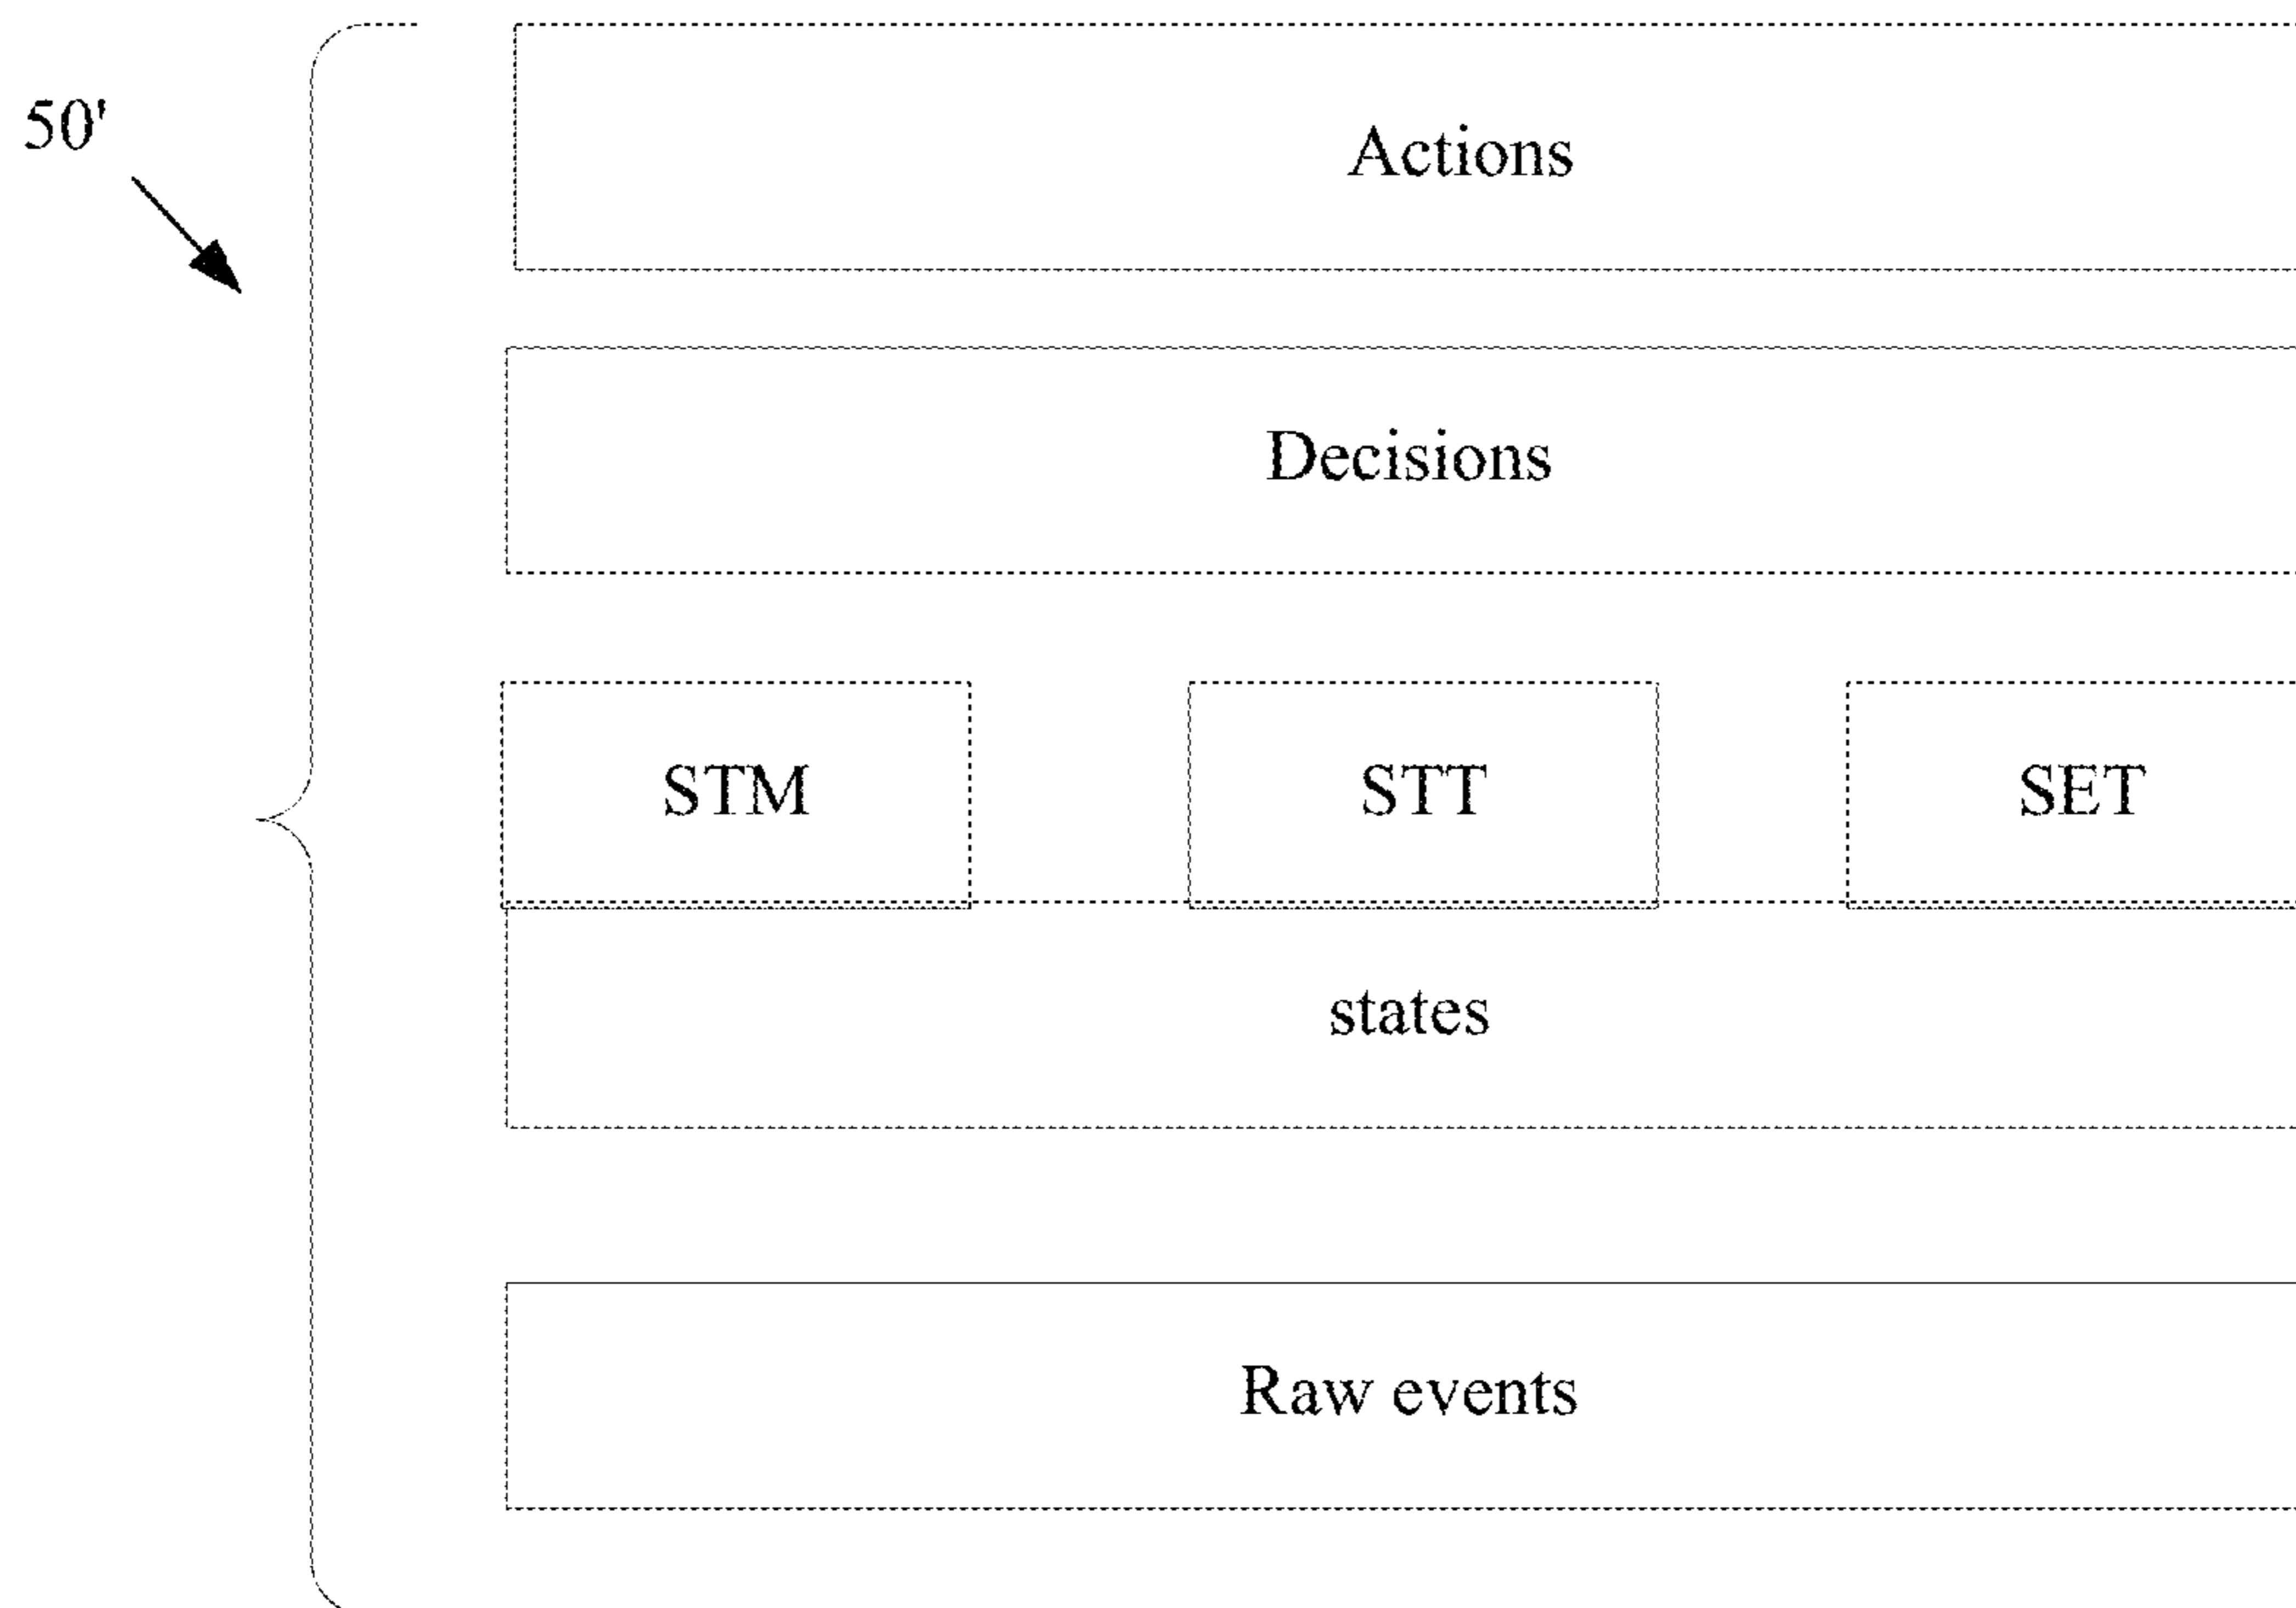 50'
Actions
Decisions
STM STT SET
states
Raw events